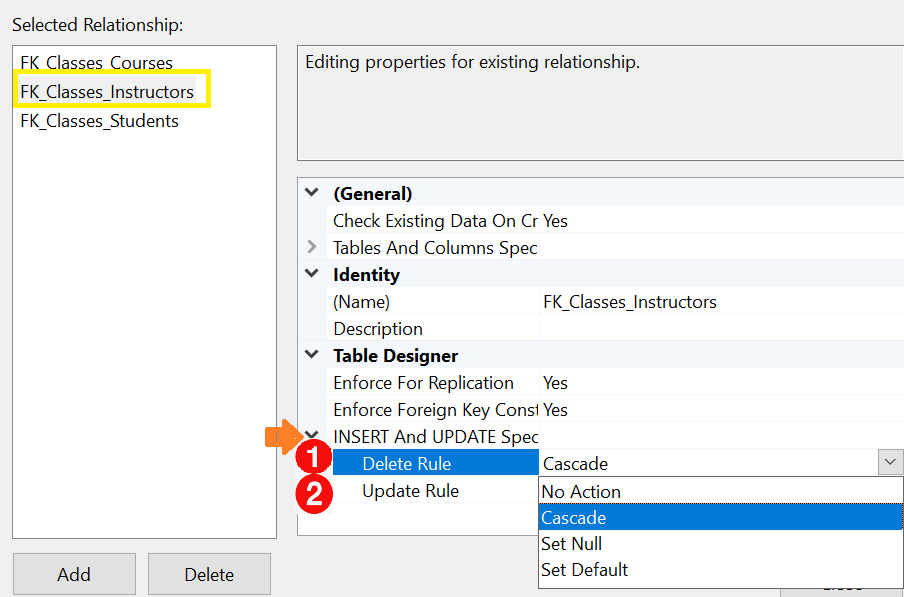 Selected Relationship:
FK_Classes_Courses
FK_Classes_Instructors
FK_Classes_Students
Add
Delete
Editing properties for existing relationship.
(General)
Check Existing Data On Cr Yes
Tables And Columns Spec
Identity
(Name) FK_Classes_Instructors
Description
Table Designer
Enforce For Replication Yes
Enforce Foreign Key Const Yes
INSERT And UPDATE Spec
1 Delete Rule Cascade
2 Update Rule
No Action
Cascade
Set Null
Set Default